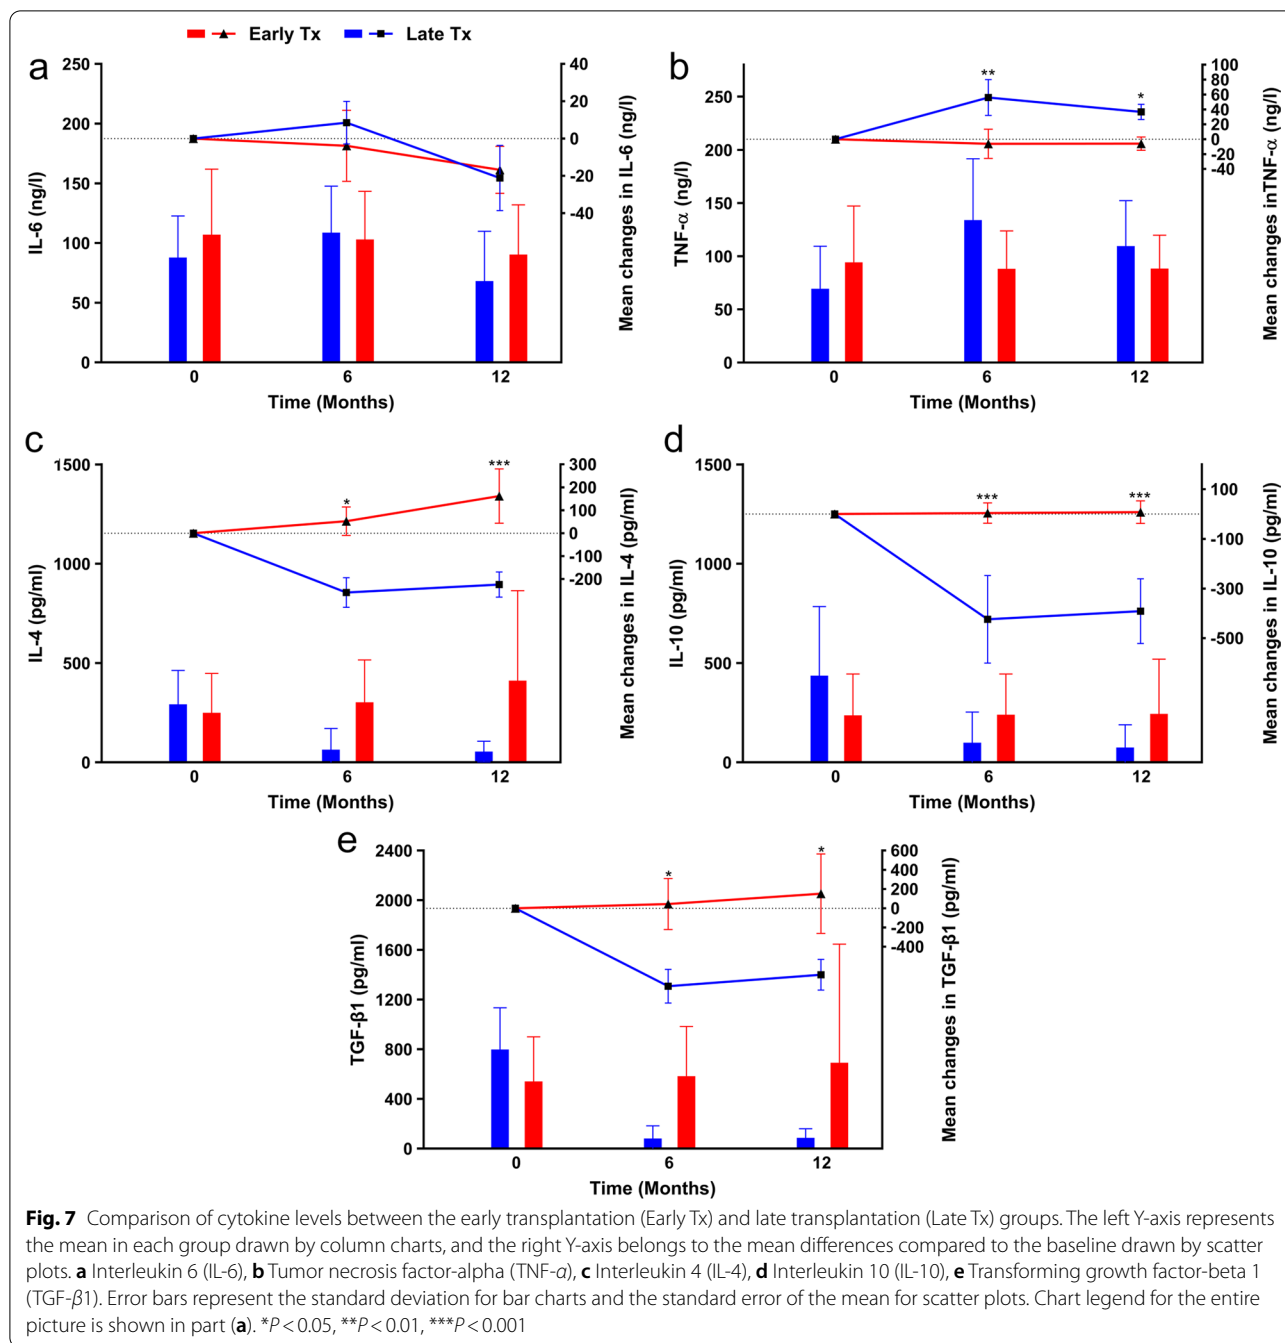 Early Tx Late Tx
a
250
200
150
100
50
0
IL-6 (ng/l)
40
20
0
-20
-40
Mean changes in IL-6 (ng/l)
0 6 12
Time (Months)
b
250
200
150
100
50
0
TNF-α (ng/l)
** *
100
80
60
40
20
0
-20
-40
Mean changes inTNF-α (ng/l)
0 6 12
Time (Months)
c
1500
1000
500
0
IL-4 (pg/ml)
* ***
300
200
100
0
-100
-200
Mean changes in IL-4 (pg/ml)
0 6 12
Time (Months)
d
1500
1000
500
0
IL-10 (pg/ml)
*** ***
100
-100
-300
-500
Mean changes in IL-10 (pg/ml)
0 6 12
Time (Months)
e
2400
2000
1600
1200
800
400
0
TGF-β1 (pg/ml)
* *
600
400
200
0
-200
-400
Mean changes in TGF-β1 (pg/ml)
0 6 12
Time (Months)
Fig. 7 Comparison of cytokine levels between the early transplantation (Early Tx) and late transplantation (Late Tx) groups. The left Y-axis represents
the mean in each group drawn by column charts, and the right Y-axis belongs to the mean differences compared to the baseline drawn by scatter
plots. a Interleukin 6 (IL-6), b Tumor necrosis factor-alpha (TNF-α), c Interleukin 4 (IL-4), d Interleukin 10 (IL-10), e Transforming growth factor-beta 1
(TGF-β1). Error bars represent the standard deviation for bar charts and the standard error of the mean for scatter plots. Chart legend for the entire
picture is shown in part (a). *P < 0.05, **P < 0.01, ***P < 0.001